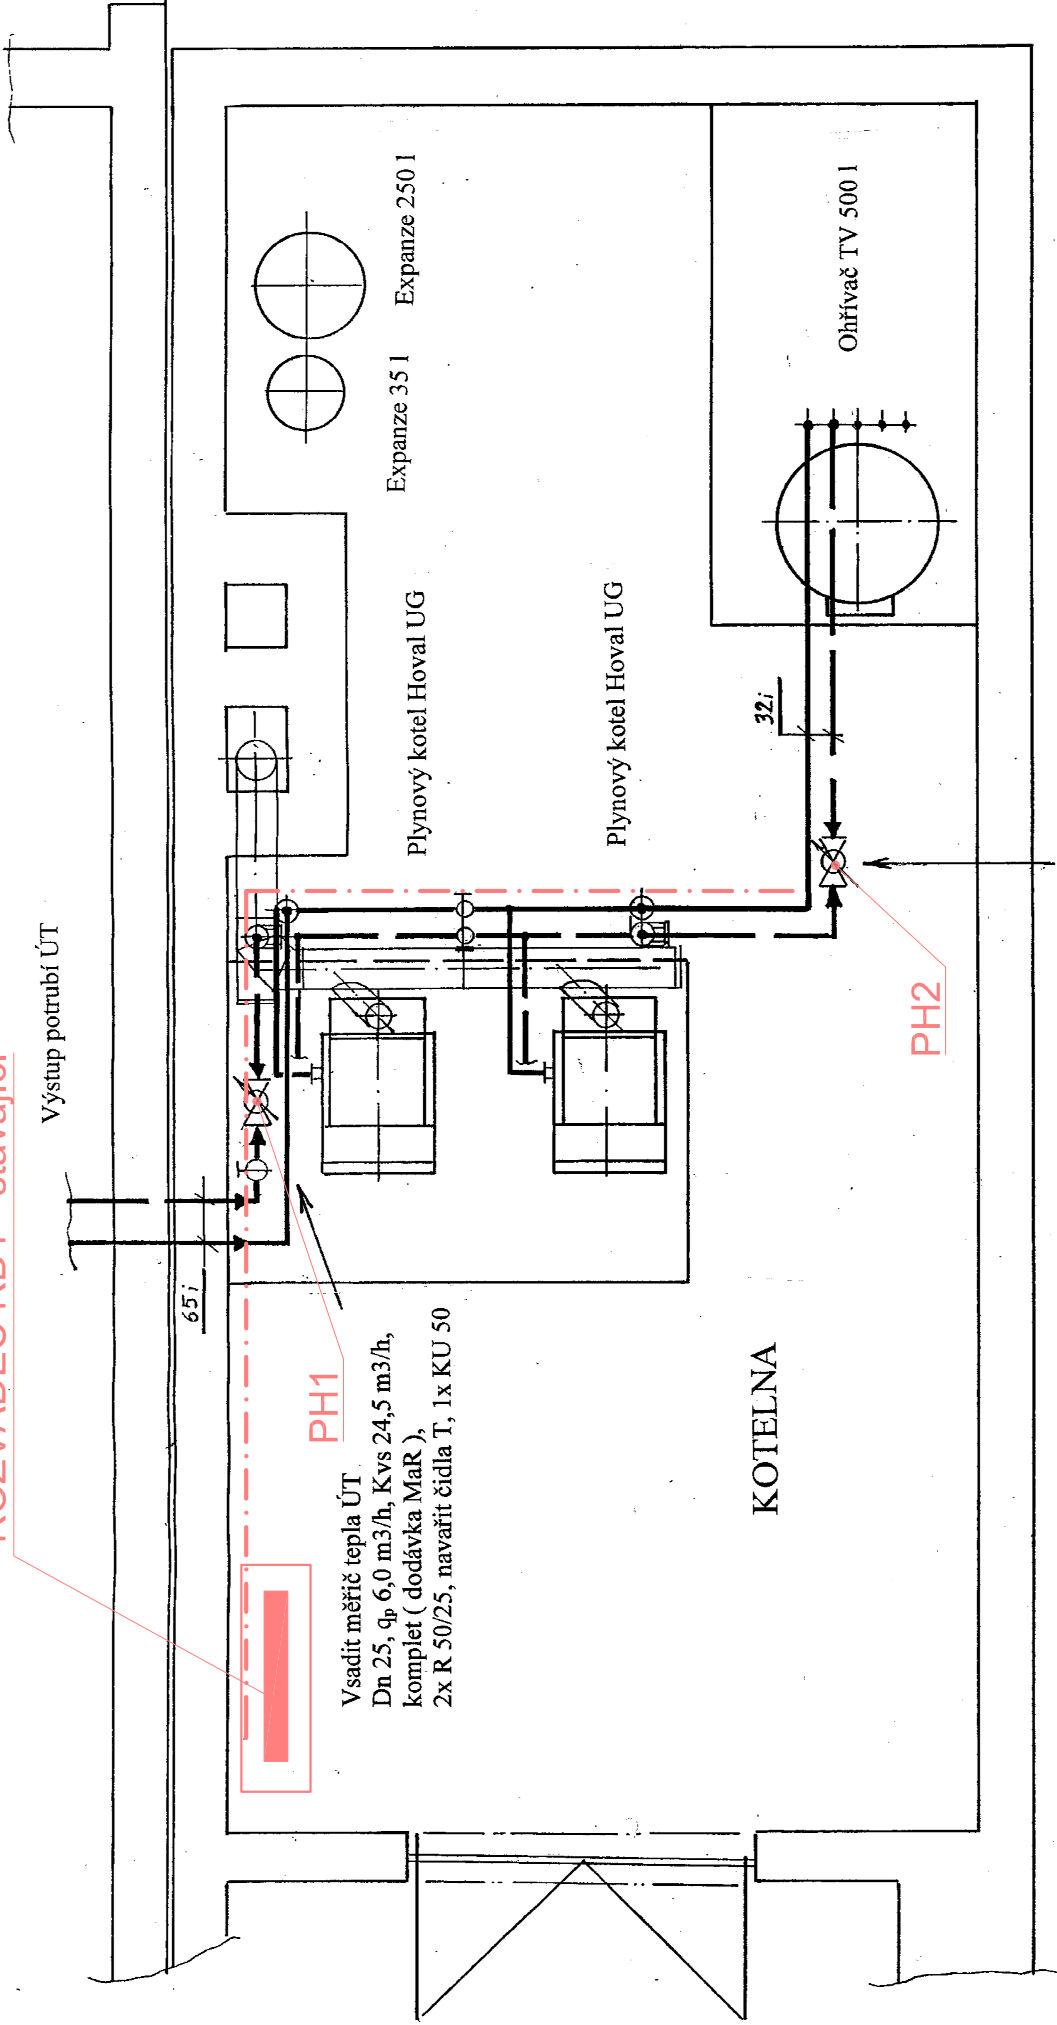 Výstup potrubí ÚT
65i
Expanze 35 l
Expanze 250 l
PH1
Vsadit měřič tepla ÚT
Dn 25, qp 6,0 m3/h, Kvs 24,5 m3/h,
komplet ( dodávka MaR ),
2x R 50/25, navařit čidla T, 1x KU 50
Plynový kotel Hoval UG
Plynový kotel Hoval UG
KOTELNA
32i
Ohřívač TV 500 l
PH2